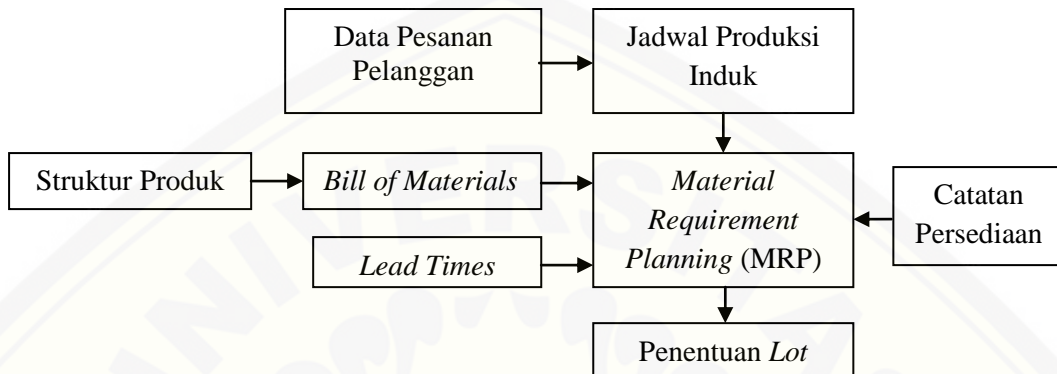 Data Pesanan
Pelanggan
Jadwal Produksi
Induk
Struktur Produk
Bill of Materials
Lead Times
Material
Requirement
Planning (MRP)
Catatan
Persediaan
Penentuan Lot